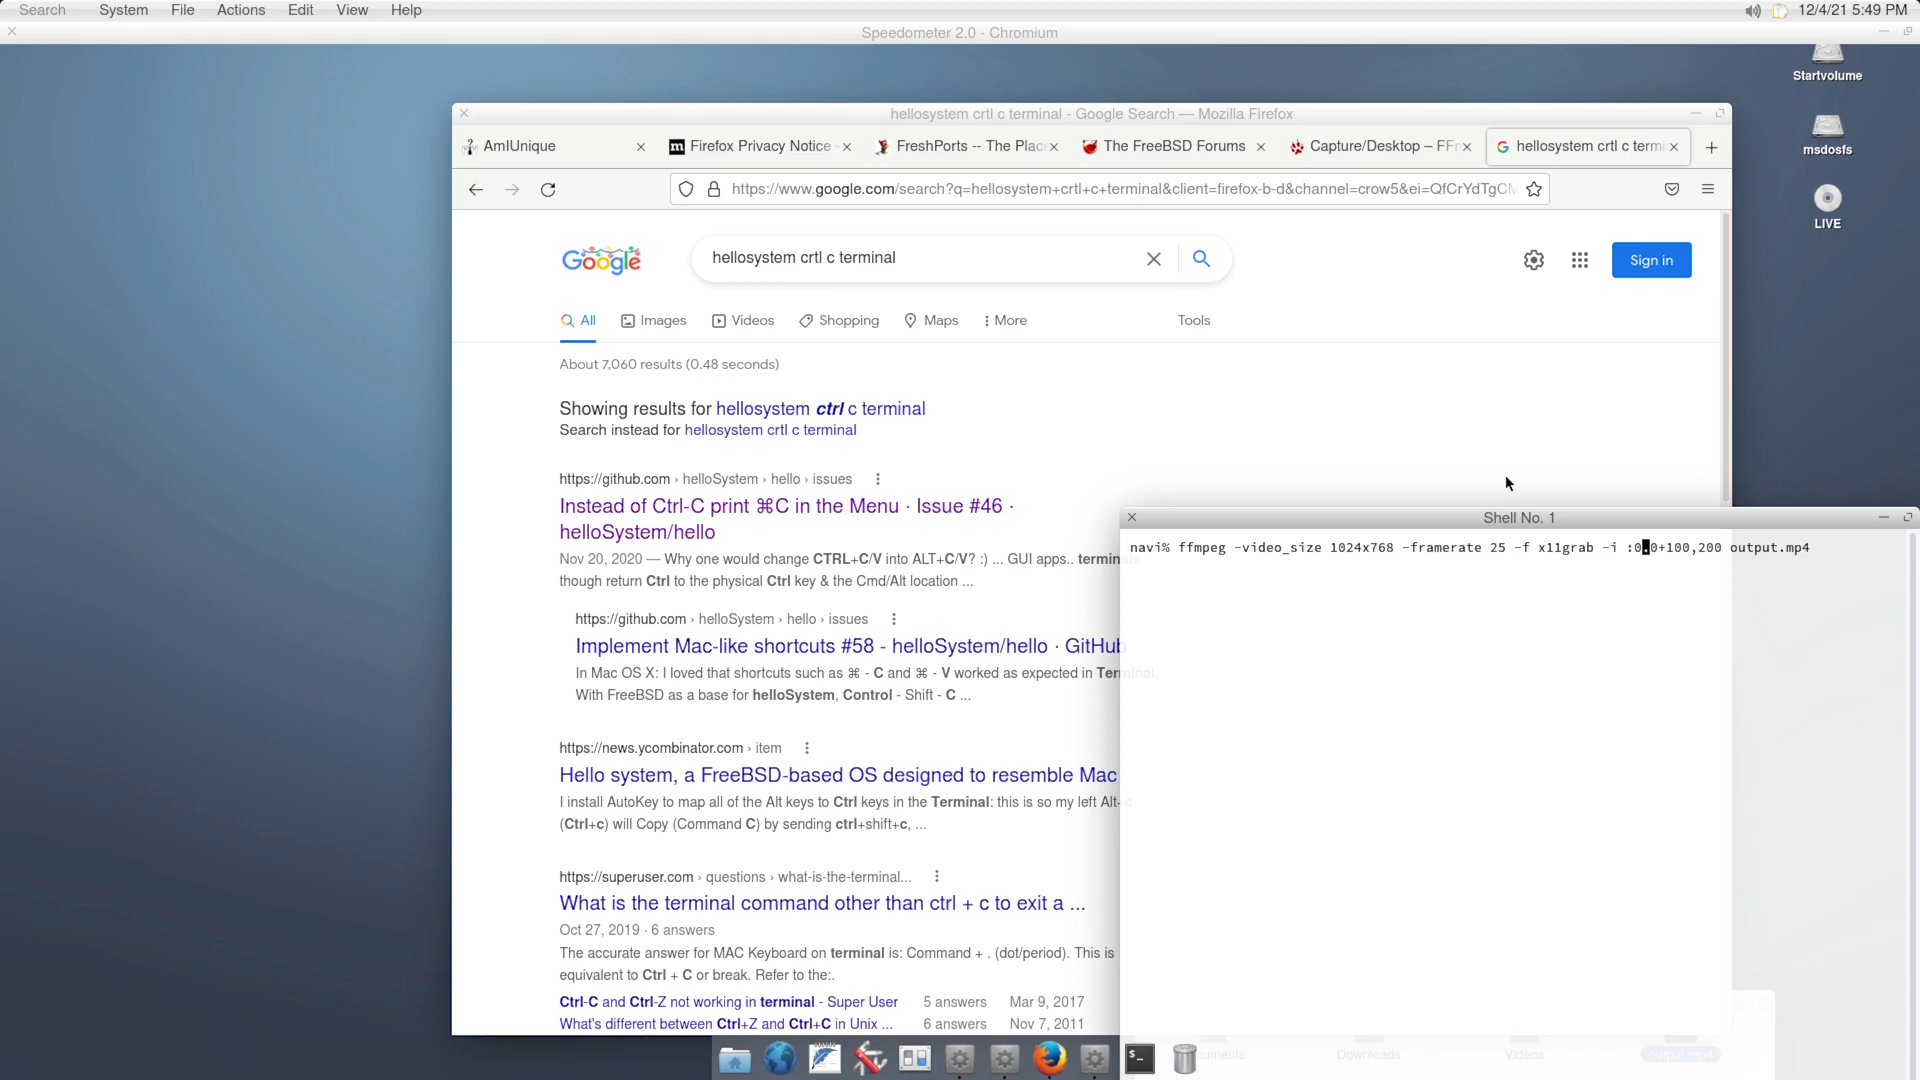 Search System File Actions Edit View Help 12/4/21 5:49 PM
Speedometer 2.0 - Chromium
Startvolume
msdosfs
LIVE
hellosystem crtl c terminal - Google Search — Mozilla Firefox
AmIUnique Firefox Privacy Notice - FreshPorts -- The Plac The FreeBSD Forums Capture/Desktop – FFr hellosystem crtl c termi
https://www.google.com/search?q=hellosystem+crtl+c+terminal&client=firefox-b-d&channel=crow5&ei=QfCrYdTgCM
Google hellosystem crtl c terminal Sign in
All Images Videos Shopping Maps More Tools
About 7,060 results (0.48 seconds)
Showing results for hellosystem ctrl c terminal
Search instead for hellosystem crtl c terminal
https://github.com › helloSystem › hello › issues
Instead of Ctrl-C print ⌘C in the Menu · Issue #46 ·
helloSystem/hello
Nov 20, 2020 — Why one would change CTRL+C/V into ALT+C/V? :) ... GUI apps.. terminals
though return Ctrl to the physical Ctrl key & the Cmd/Alt location ...
https://github.com › helloSystem › hello › issues
Implement Mac-like shortcuts #58 - helloSystem/hello · GitHub
In Mac OS X: I loved that shortcuts such as ⌘ - C and ⌘ - V worked as expected in Terminal.
With FreeBSD as a base for helloSystem, Control - Shift - C ...
https://news.ycombinator.com › item
Hello system, a FreeBSD-based OS designed to resemble Mac
I install AutoKey to map all of the Alt keys to Ctrl keys in the Terminal: this is so my left Alt+c
(Ctrl+c) will Copy (Command C) by sending ctrl+shift+c, ...
https://superuser.com › questions › what-is-the-terminal...
What is the terminal command other than ctrl + c to exit a ...
Oct 27, 2019 · 6 answers
The accurate answer for MAC Keyboard on terminal is: Command + . (dot/period). This is
equivalent to Ctrl + C or break. Refer to the:.
Ctrl-C and Ctrl-Z not working in terminal - Super User 5 answers Mar 9, 2017
What's different between Ctrl+Z and Ctrl+C in Unix ... 6 answers Nov 7, 2011
Shell No. 1
navi% ffmpeg -video_size 1024x768 -framerate 25 -f x11grab -i :0.0+100,200 output.mp4
uments Downloads Videos output.mp4